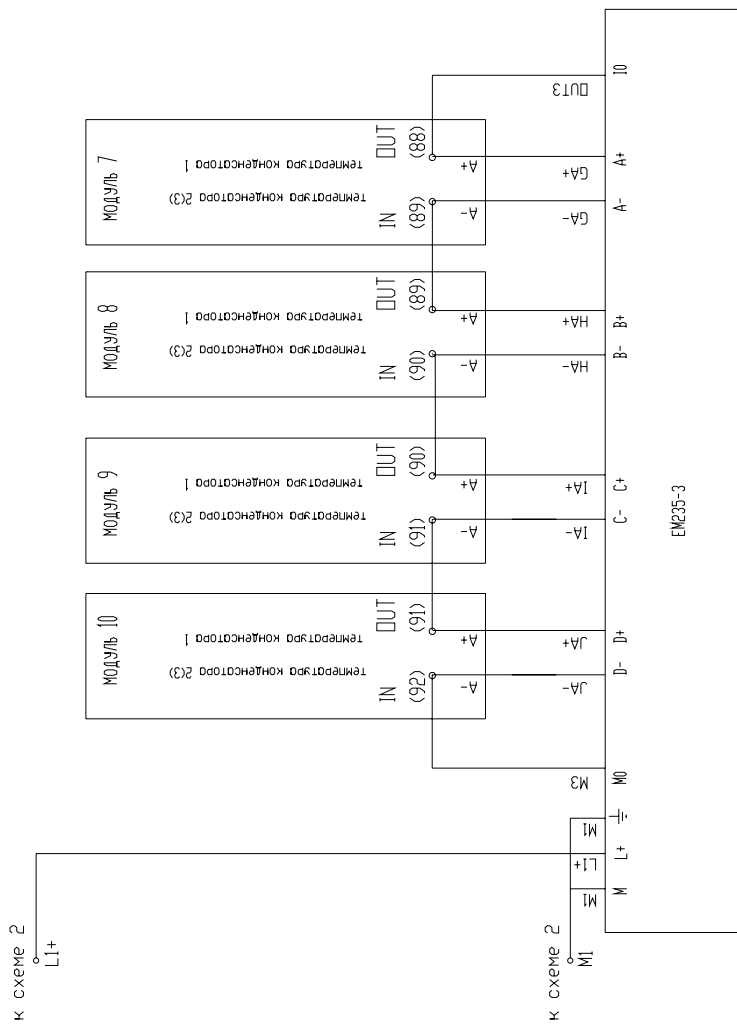 I0
OUT3
модуль 7
температура конденсатора 1
температура конденсатора 2(3)
OUT
(88)
IN
(89)
A+
A-
GA+
GA-
A+
A-
модуль 8
температура конденсатора 1
температура конденсатора 2(3)
OUT
(89)
IN
(90)
A+
A-
HA+
HA-
B+
B-
модуль 9
температура конденсатора 1
температура конденсатора 2(3)
OUT
(90)
IN
(91)
A+
A-
IA+
IA-
C+
C-
EM235-3
модуль 10
температура конденсатора 1
температура конденсатора 2(3)
OUT
(91)
IN
(92)
A+
A-
JA+
JA-
D+
D-
M3
M0
M1
L1+
L+
M1
M
к схеме 2
L1+
к схеме 2
M1